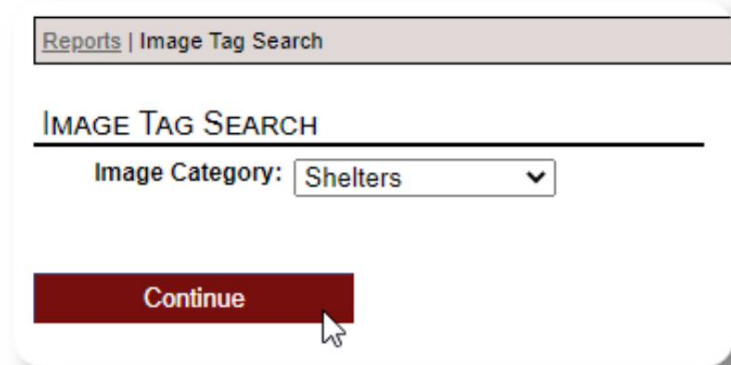 Reports | Image Tag Search
IMAGE TAG SEARCH
Image Category: Shelters
Continue